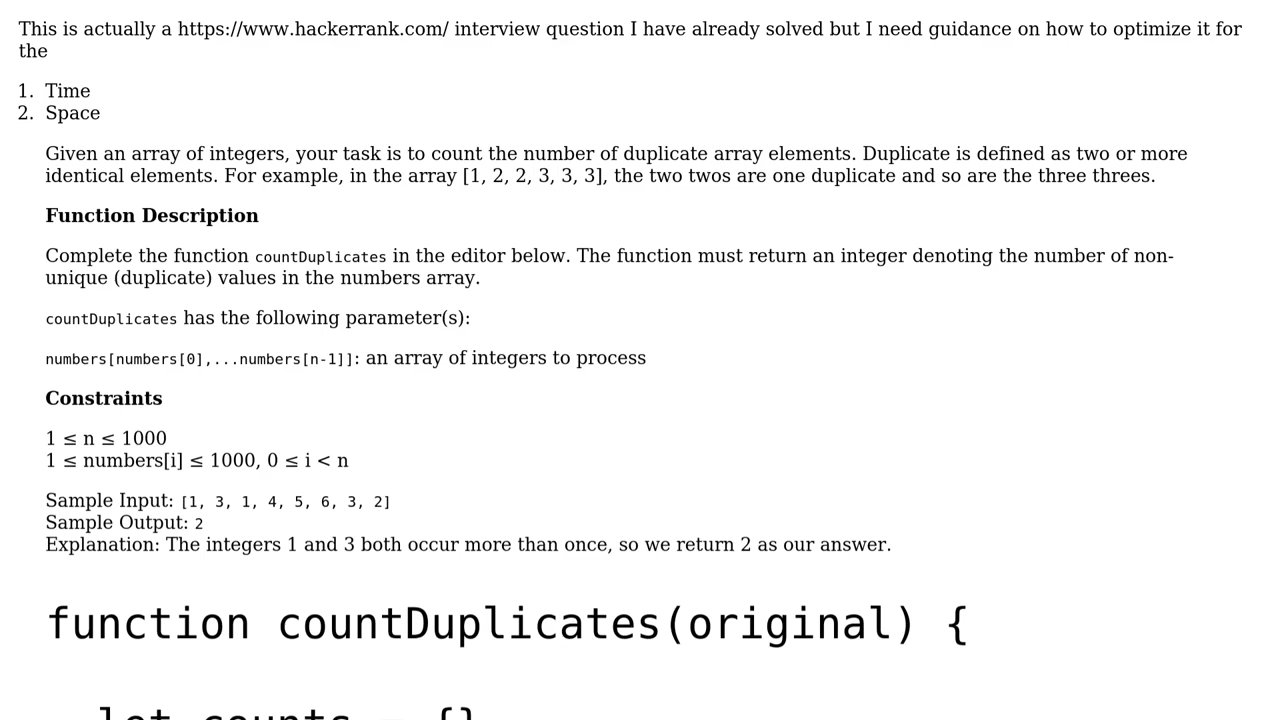 This is actually a https://www.hackerrank.com/ interview question I have already solved but I need guidance on how to optimize it for
the
1. Time
2. Space
Given an array of integers, your task is to count the number of duplicate array elements. Duplicate is defined as two or more
identical elements. For example, in the array [1, 2, 2, 3, 3, 3], the two twos are one duplicate and so are the three threes.
Function Description
Complete the function countDuplicates in the editor below. The function must return an integer denoting the number of non-
unique (duplicate) values in the numbers array.
countDuplicates has the following parameter(s):
numbers[numbers[0],...numbers[n-1]]: an array of integers to process
Constraints
1 ≤ n ≤ 1000
1 ≤ numbers[i] ≤ 1000, 0 ≤ i < n
Sample Input: [1, 3, 1, 4, 5, 6, 3, 2]
Sample Output: 2
Explanation: The integers 1 and 3 both occur more than once, so we return 2 as our answer.
function countDuplicates(original) {
let counts = {}